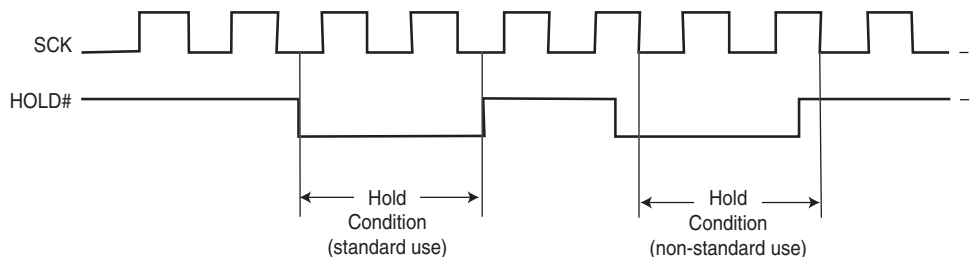 SCK
HOLD#
Hold
Condition
(standard use)
Hold
Condition
(non-standard use)